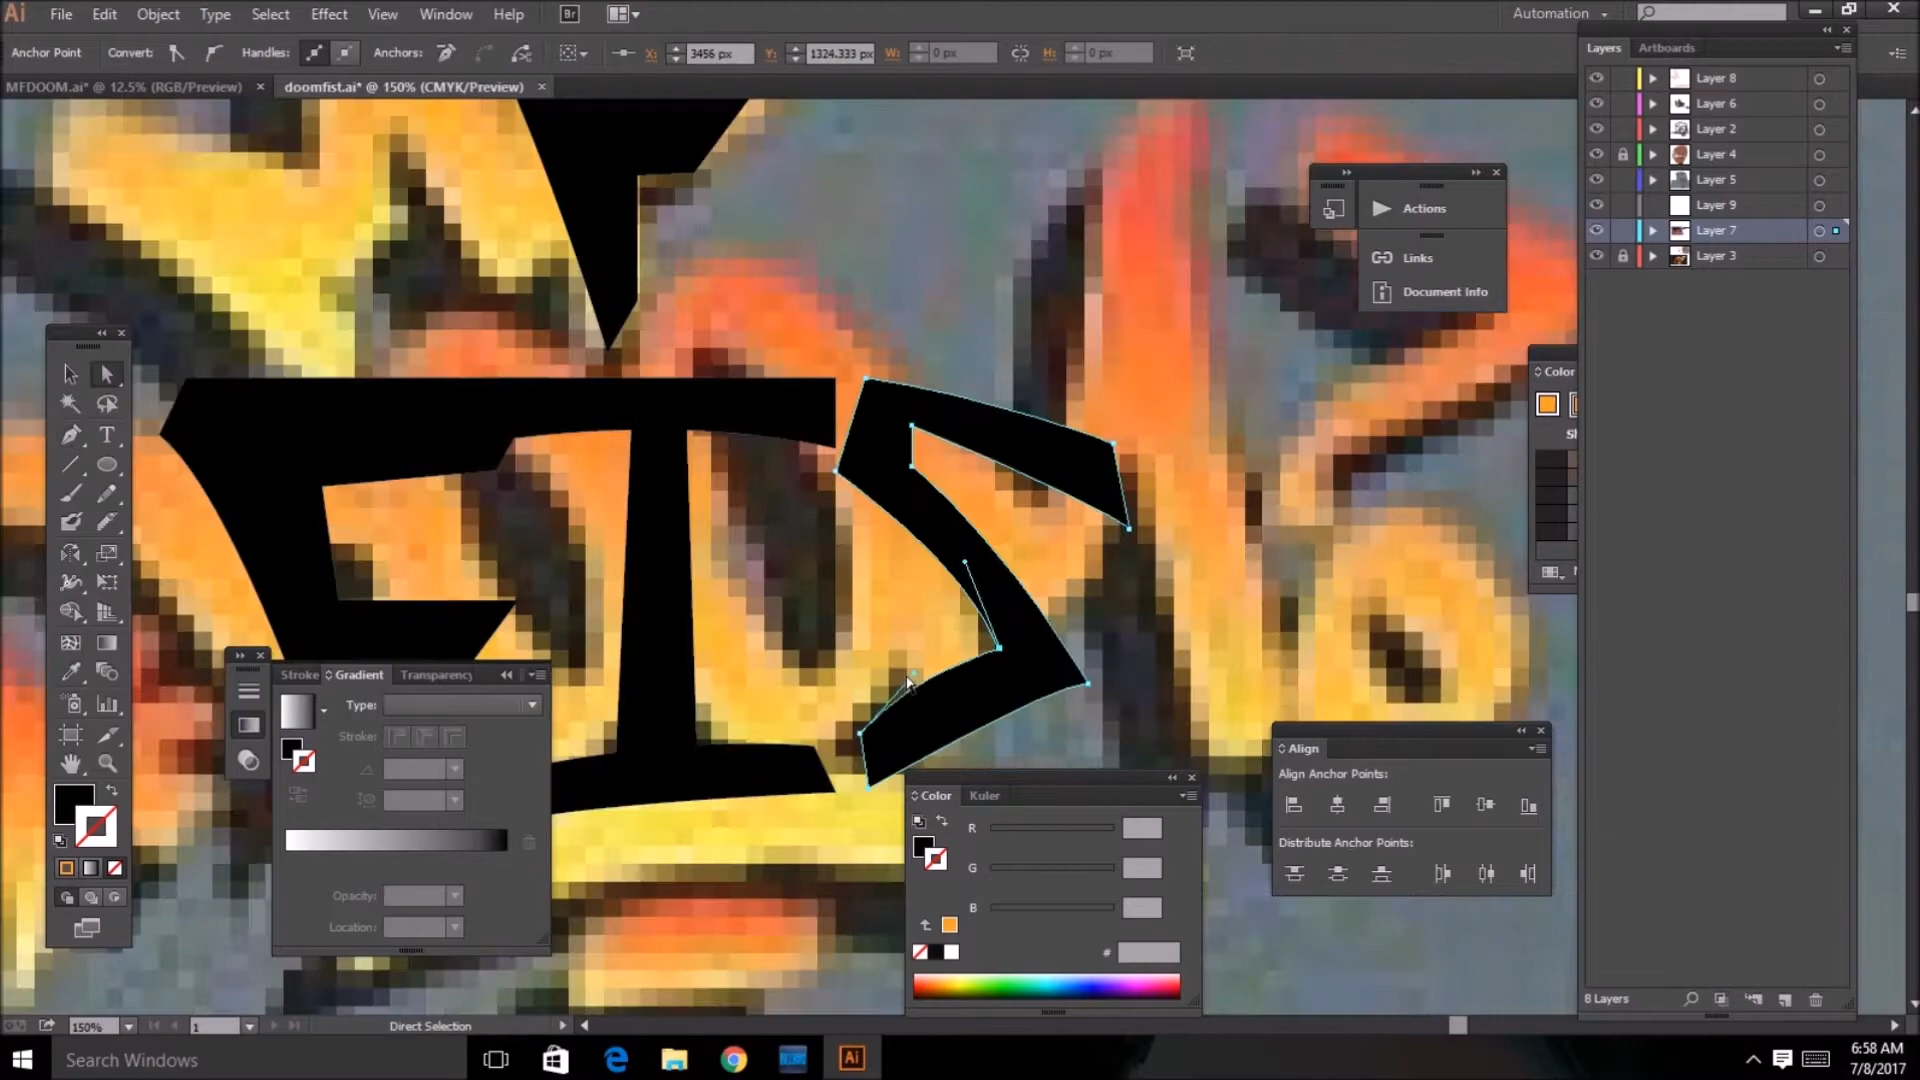 Ai File Edit Object Type Select Effect View Window Help Br Automation
Anchor Point Convert: Handles: Anchors: X: 3456 px Y: 1324.333 px W: 0 px H: 0 px
MFDOOM.ai* @ 12.5% (RGB/Preview) doomfist.ai* @ 150% (CMYK/Preview)
Layers Artboards
Layer 8
Layer 6
Layer 2
Layer 4
Layer 5
Layer 9
Layer 7
Layer 3
Actions
Links
Document Info
Color
Stroke Gradient Transparency
Type:
Stroke:
Opacity:
Location:
Color Kuler
R
G
B
#
Align
Align Anchor Points:
Distribute Anchor Points:
8 Layers
150% 1 Direct Selection
Search Windows
Ai
6:58 AM
7/8/2017